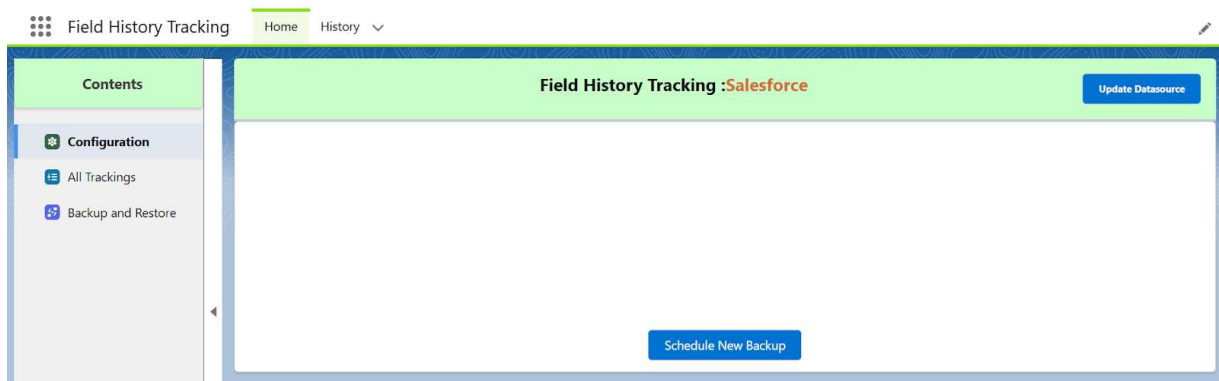 Field History Tracking
Home
History
Contents
Field History Tracking :Salesforce
Update Datasource
Configuration
All Trackings
Backup and Restore
Schedule New Backup